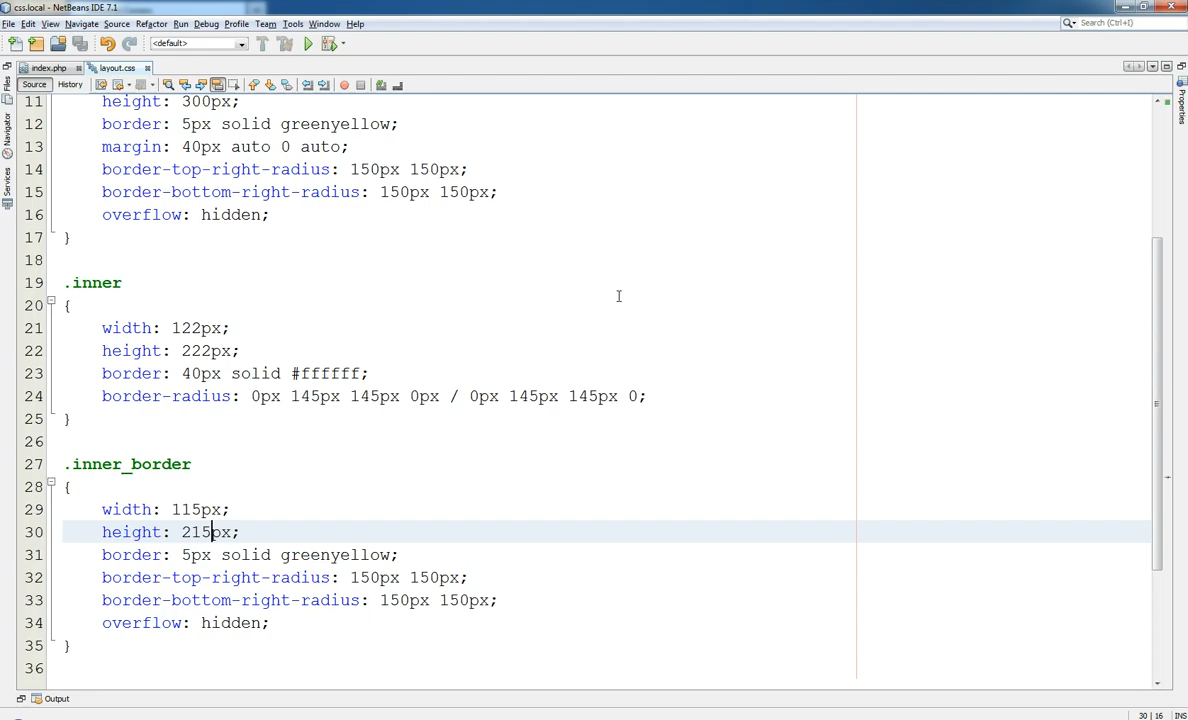 css.local - NetBeans IDE 7.1
File Edit View Navigate Source Refactor Run Debug Profile Team Tools Window Help
Search (Ctrl+I)
<default>
index.php layout.css
Source History
Files
Navigator
Services
Properties
11 height: 300px;
12 border: 5px solid greenyellow;
13 margin: 40px auto 0 auto;
14 border-top-right-radius: 150px 150px;
15 border-bottom-right-radius: 150px 150px;
16 overflow: hidden;
17 }
18
19 .inner
20 {
21 width: 122px;
22 height: 222px;
23 border: 40px solid #ffffff;
24 border-radius: 0px 145px 145px 0px / 0px 145px 145px 0;
25 }
26
27 .inner_border
28 {
29 width: 115px;
30 height: 215px;
31 border: 5px solid greenyellow;
32 border-top-right-radius: 150px 150px;
33 border-bottom-right-radius: 150px 150px;
34 overflow: hidden;
35 }
36
Output
30 | 16 INS